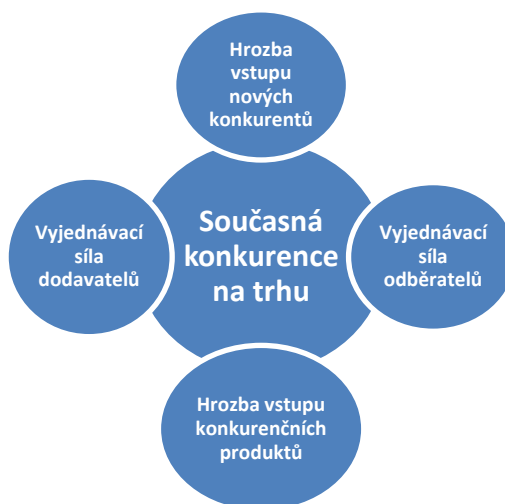 Hrozba
vstupu
nových
konkurentů
Vyjednávací
síla
dodavatelů
Současná
konkurence
na trhu
Vyjednávací
síla
odběratelů
Hrozba vstupu
konkurenčních
produktů